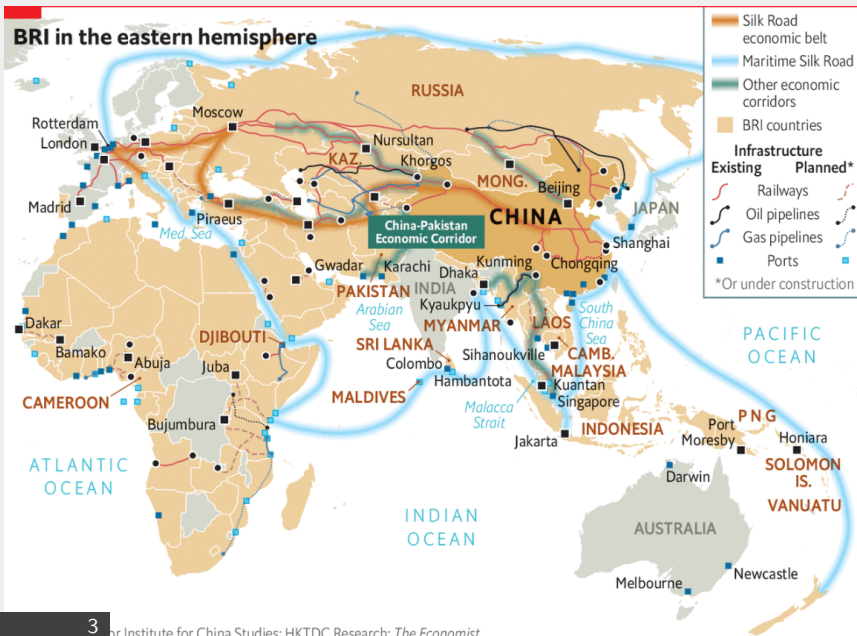 BRI in the eastern hemisphere
Silk Road
economic belt
Maritime Silk Road
Other economic
corridors
BRI countries
Infrastructure
Existing Planned*
Railways
Oil pipelines
Gas pipelines
Ports
*Or under construction
RUSSIA
Moscow
Rotterdam
London
Nursultan
KAZ.
Khorgos
MONG.
Beijing
Madrid
Piraeus
CHINA
JAPAN
Med. Sea
China-Pakistan
Economic Corridor
Shanghai
Gwadar
Karachi
Dhaka
Kunming
Chongqing
PAKISTAN
INDIA
Kyaukpyu
Arabian
Sea
South
China
Sea
Dakar
DJIBOUTI
MYANMAR
LAOS
PACIFIC
OCEAN
Bamako
Abuja
Juba
SRI LANKA
Colombo
Sihanoukville
CAMB.
MALAYSIA
CAMEROON
MALDIVES
Hambantota
Kuantan
Singapore
Malacca
Strait
Bujumbura
Jakarta
INDONESIA
Port
Moresby
PNG
Honiara
SOLOMON
IS.
ATLANTIC
OCEAN
Darwin
VANUATU
INDIAN
OCEAN
AUSTRALIA
Newcastle
Melbourne
3
or Institute for China Studies; HKTDC Research; The Economist